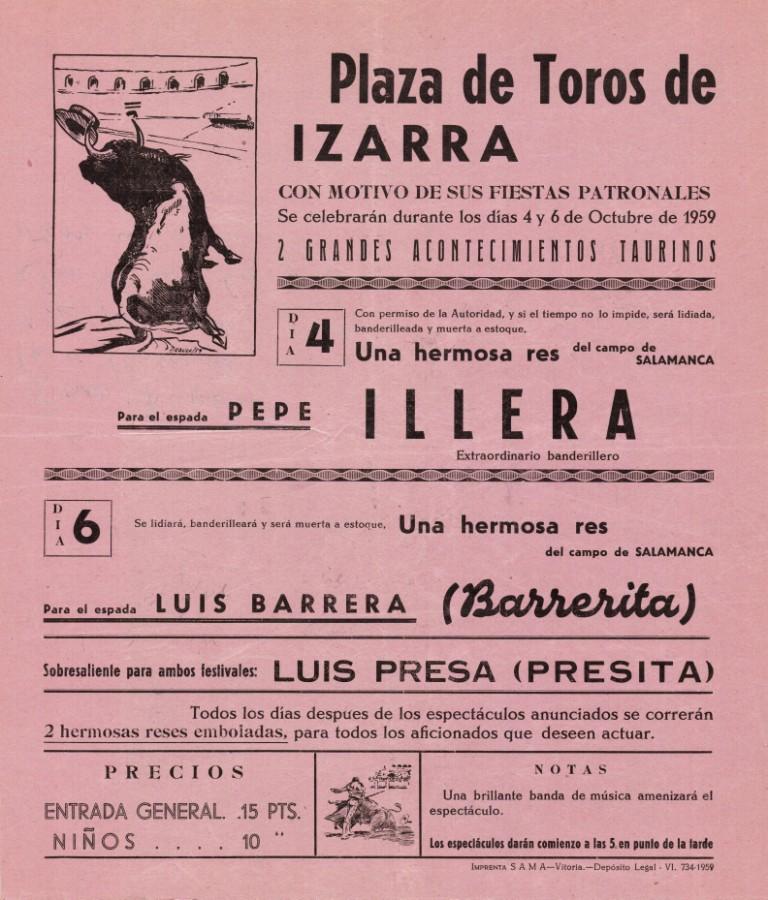 Plaza de Toros de
IZARRA
CON MOTIVO DE SUS FIESTAS PATRONALES
Se celebrarán durante los días 4 y 6 de Octubre de 1959
2 GRANDES ACONTECIMIENTOS TAURINOS
DIA 4
Con permiso de la Autoridad, y si el tiempo no lo impide, será lidiada,
banderilleada y muerta a estoque,
Una hermosa res del campo de
SALAMANCA
Para el espada PEPE ILLERA
Extraordinario banderillero
DIA 6
Se lidiará, banderilleará y será muerta a estoque, Una hermosa res
del campo de SALAMANCA
Para el espada LUIS BARRERA (Barrerita)
Sobresaliente para ambos festivales: LUIS PRESA (PRESITA)
Todos los días despues de los espectáculos anunciados se correrán
2 hermosas reses emboladas, para todos los aficionados que deseen actuar.
PRECIOS
ENTRADA GENERAL. .15 PTS.
NIÑOS . . . . 10 "
NOTAS
Una brillante banda de música amenizará el
espectáculo.
Los espectáculos darán comienzo a las 5 en punto de la tarde
IMPRENTA S A M A—Vitoria.—Depósito Legal - VI. 734-1959